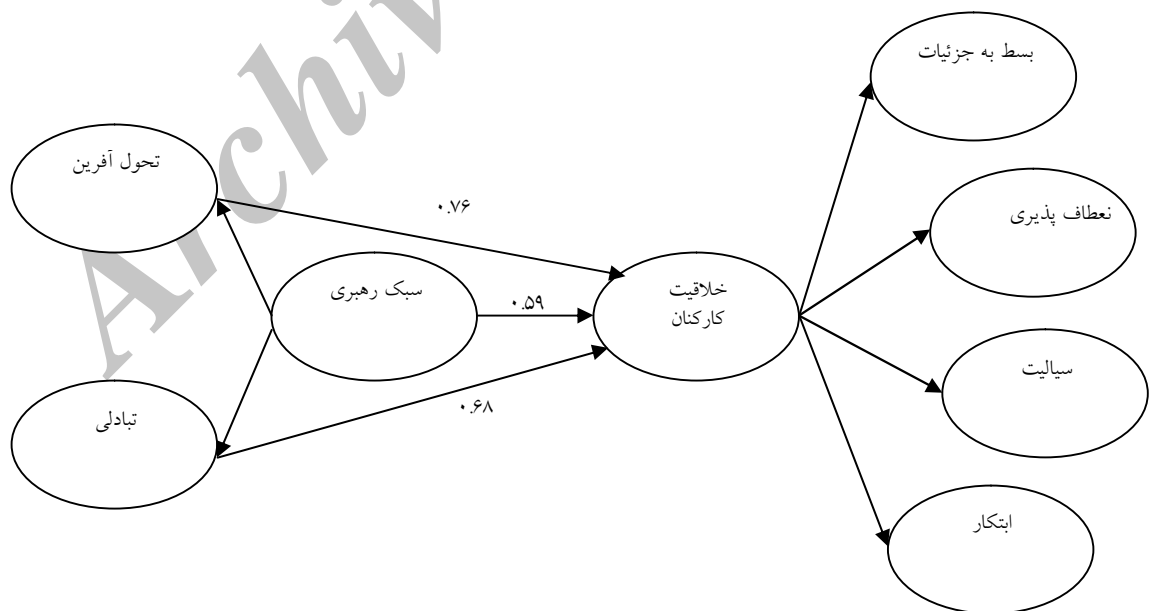 بسط به جزئیات
تحول آفرین
۰.۷۶
نعطاف پذیری
سبک رهبری
۰.۵۹
خلاقیت
کارکنان
سیالیت
تبادلی
۰.۶۸
ابتکار
Archiv